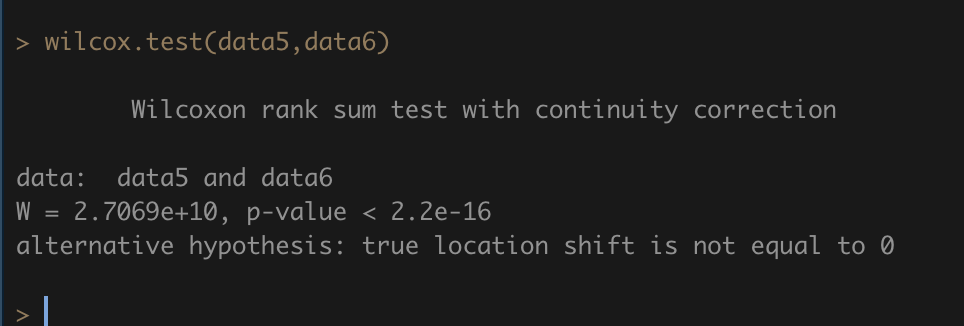 > wilcox.test(data5,data6)
Wilcoxon rank sum test with continuity correction
data:  data5 and data6
W = 2.7069e+10, p-value < 2.2e-16
alternative hypothesis: true location shift is not equal to 0
>